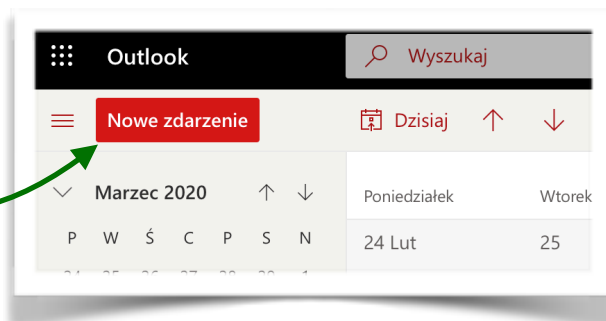 Outlook
Wyszukaj
Nowe zdarzenie
Dzisiaj
Marzec 2020
Poniedziałek
Wtorek
P W Ś C P S N
24 Lut
25